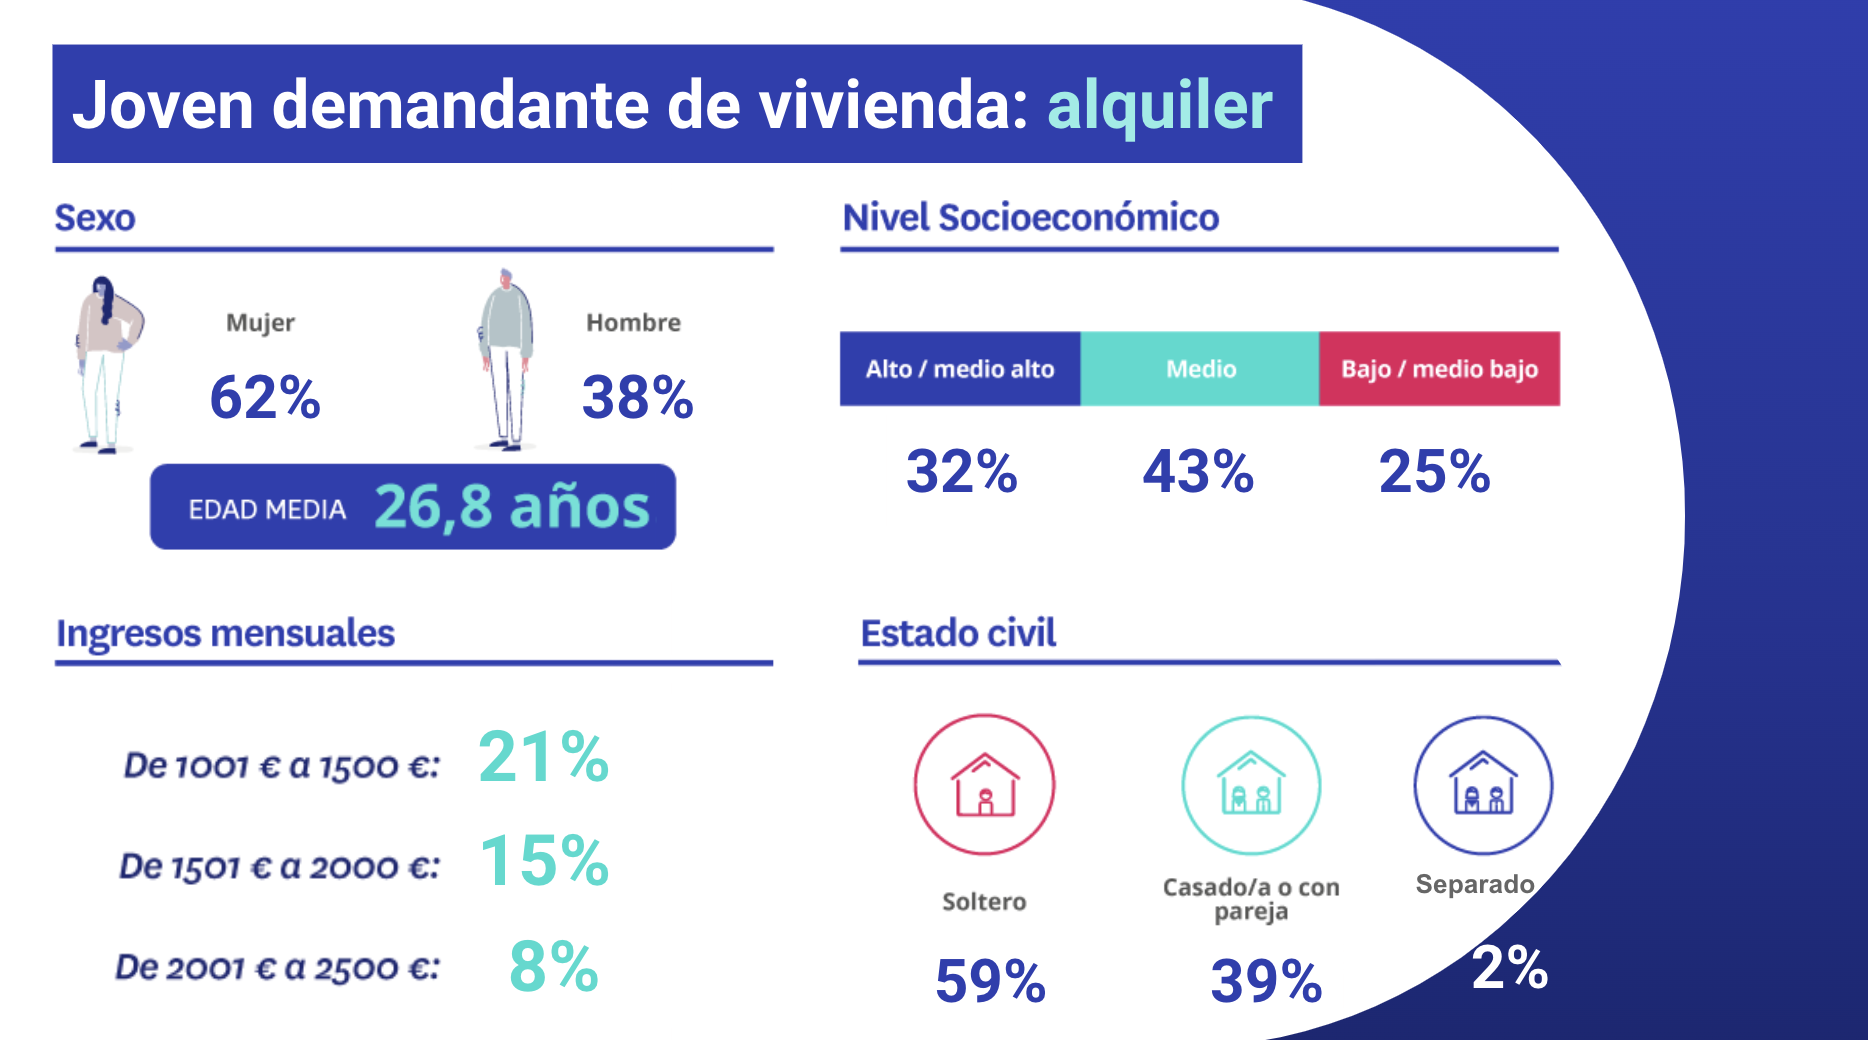 Joven demandante de vivienda: alquiler
Sexo
Mujer
62%
Hombre
38%
EDAD MEDIA 26,8 años
Nivel Socioeconómico
Alto / medio alto
Medio
Bajo / medio bajo
32%
43%
25%
Ingresos mensuales
De 1001 € a 1500 €: 21%
De 1501 € a 2000 €: 15%
De 2001 € a 2500 €: 8%
Estado civil
Soltero
59%
Casado/a o con
pareja
39%
Separado
2%